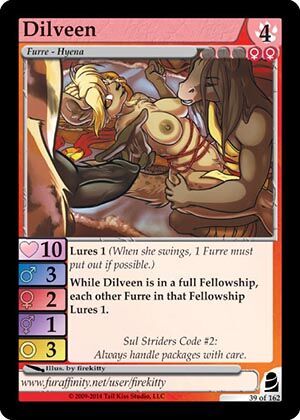 Dilveen
4
Furre - Hyena
10
3
2
1
3
Lures 1 (When she swings, 1 Furre must
put out if possible.)
While Dilveen is in a full Fellowship,
each other Furre in that Fellowship
Lures 1.
Sul Striders Code #2:
Always handle packages with care.
Illus. by firekitty
www.furaffinity.net/user/firekitty
39 of 162
© 2009-2014 Tail Kiss Studio, LLC